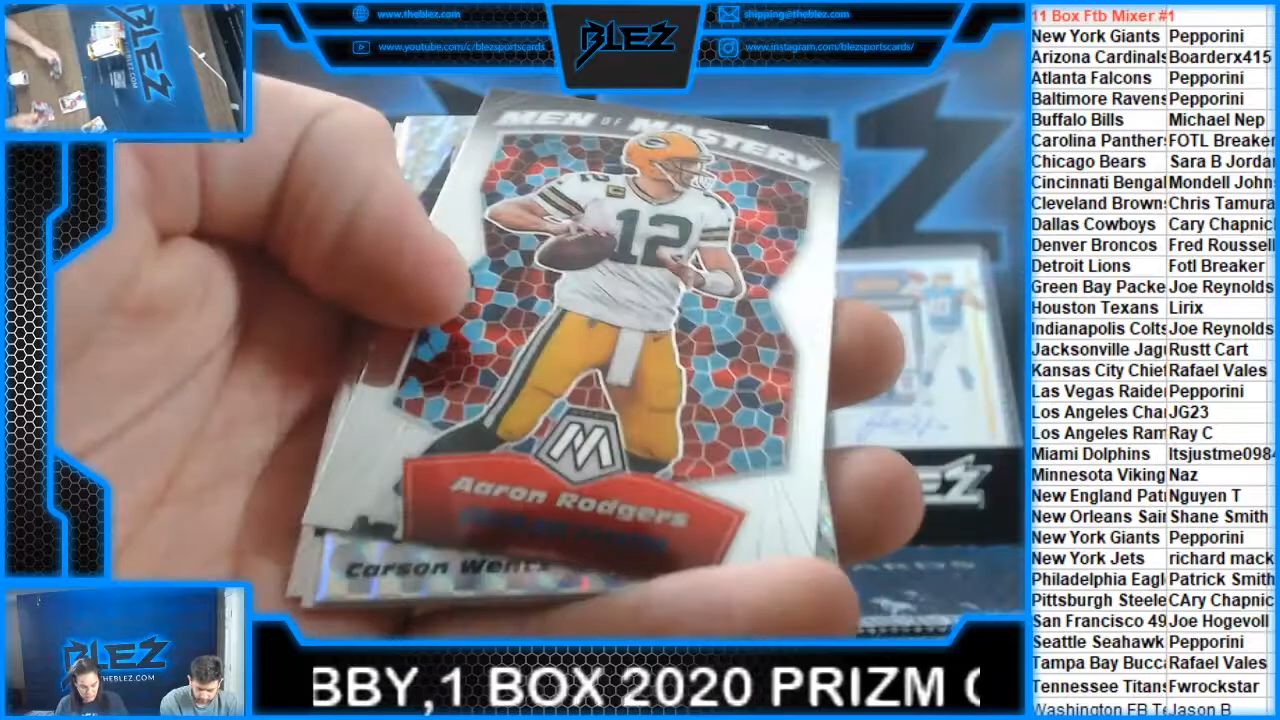 www.theblez.com
shipping@theblez.com
www.youtube.com/c/blezsportscards
www.instagram.com/blezsportscards/
BLEZ
BLEZ
.COM
MEN OF MASTERY
12
Aaron Rodgers
Carson Wentz
BLEZ
THEBLEZ.COM
BBY,1 BOX 2020 PRIZM
11 Box Ftb Mixer #1
New York Giants Pepporini
Arizona Cardinals Boarderx415
Atlanta Falcons Pepporini
Baltimore Ravens Pepporini
Buffalo Bills Michael Nep
Carolina Panther FOTL Breaker
Chicago Bears Sara B Jorda
Cincinnati Bengal Mondell John
Cleveland Brown Chris Tamura
Dallas Cowboys Cary Chapnic
Denver Broncos Fred Roussell
Detroit Lions Fotl Breaker
Green Bay Packe Joe Reynolds
Houston Texans Lirix
Indianapolis Colts Joe Reynolds
Jacksonville Jag Rustt Cart
Kansas City Chief Rafael Vales
Las Vegas Raide Pepporini
Los Angeles Cha JG23
Los Angeles Ram Ray C
Miami Dolphins Itsjustme098
Minnesota Viking Naz
New England Pat Nguyen T
New Orleans Sai Shane Smith
New York Giants Pepporini
New York Jets richard mack
Philadelphia Eagl Patrick Smith
Pittsburgh Steele CAry Chapnic
San Francisco 49 Joe Hogevoll
Seattle Seahawk Pepporini
Tampa Bay Bucc Rafael Vales
Tennessee Titans Fwrockstar
Washington FB Te Jason B